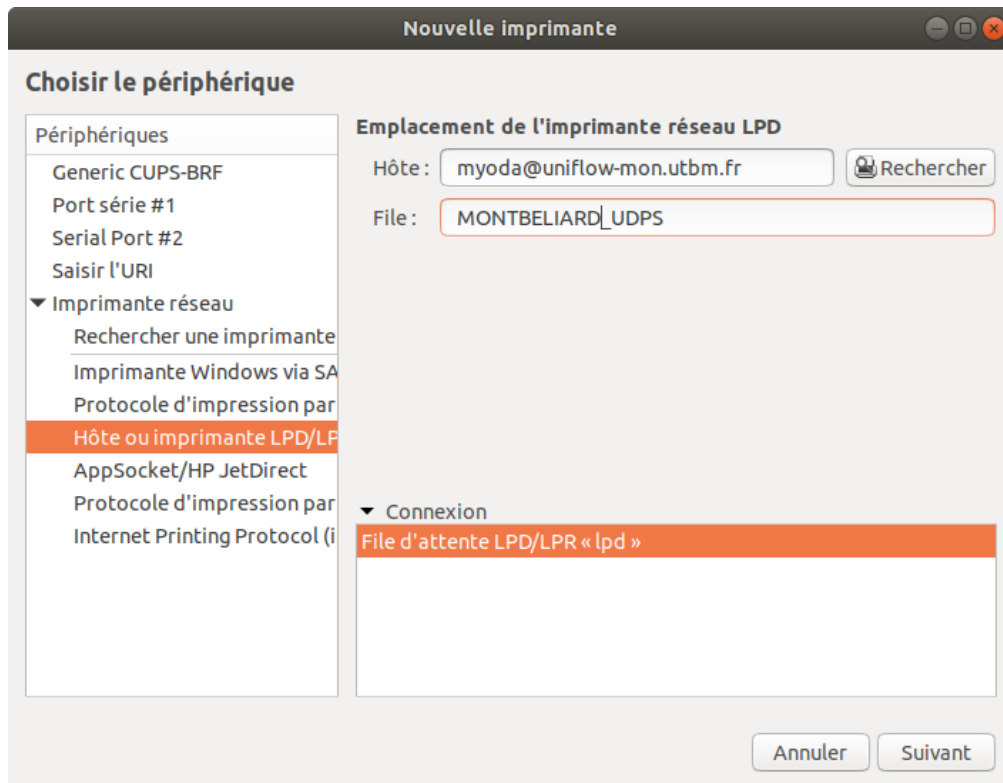 Nouvelle imprimante
Choisir le périphérique
Périphériques
Generic CUPS-BRF
Port série #1
Serial Port #2
Saisir l'URI
Imprimante réseau
Rechercher une imprimante
Imprimante Windows via SA
Protocole d'impression par
Hôte ou imprimante LPD/LP
AppSocket/HP JetDirect
Protocole d'impression par
Internet Printing Protocol (i
Emplacement de l'imprimante réseau LPD
Hôte : myoda@uniflow-mon.utbm.fr Rechercher
File : MONTBELIARD_UDPS
Connexion
File d'attente LPD/LPR « lpd »
Annuler Suivant